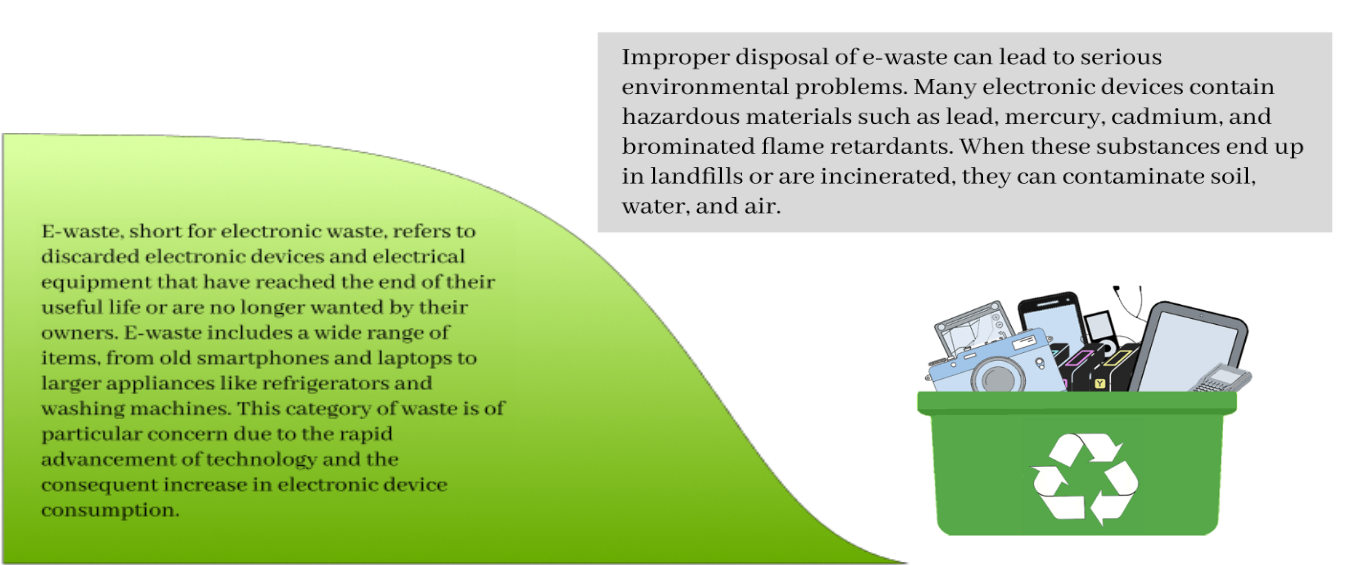 Improper disposal of e-waste can lead to serious
environmental problems. Many electronic devices contain
hazardous materials such as lead, mercury, cadmium, and
brominated flame retardants. When these substances end up
in landfills or are incinerated, they can contaminate soil,
water, and air.
E-waste, short for electronic waste, refers to
discarded electronic devices and electrical
equipment that have reached the end of their
useful life or are no longer wanted by their
owners. E-waste includes a wide range of
items, from old smartphones and laptops to
larger appliances like refrigerators and
washing machines. This category of waste is of
particular concern due to the rapid
advancement of technology and the
consequent increase in electronic device
consumption.
Y